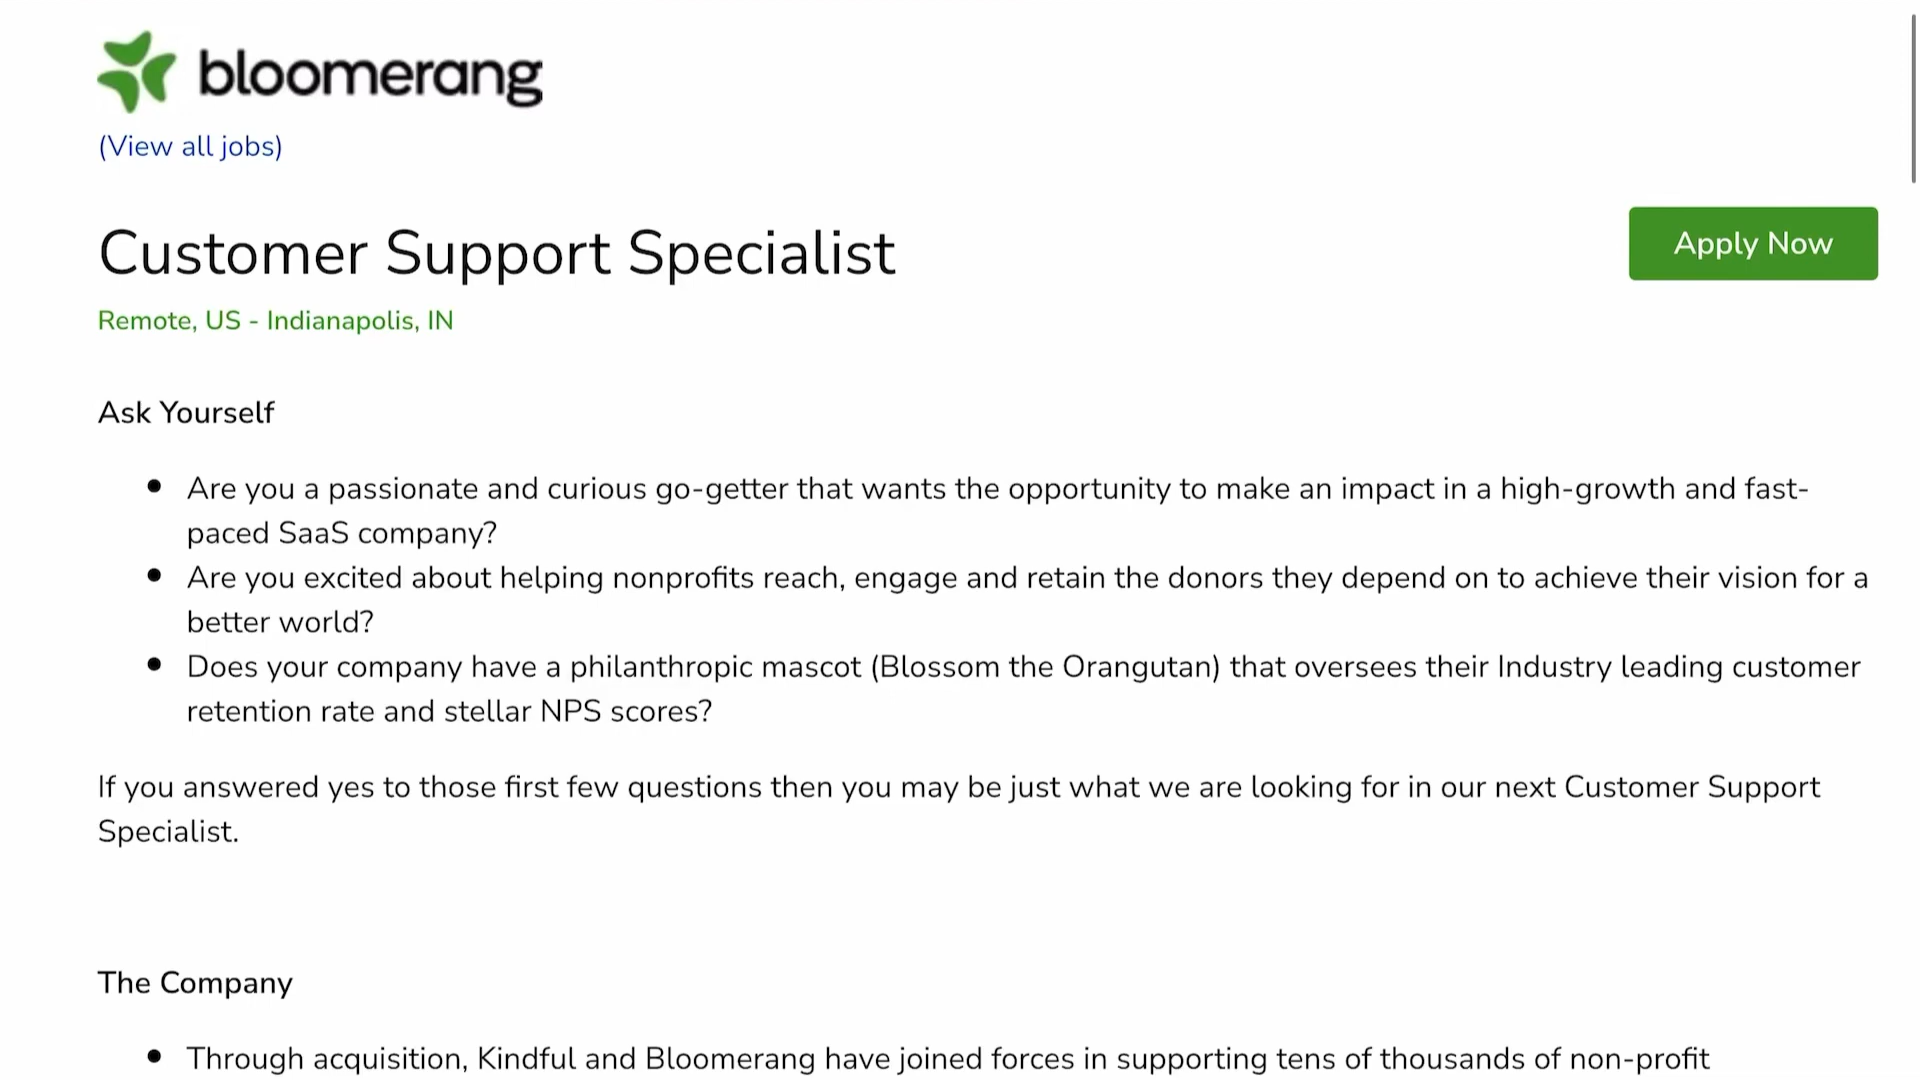 bloomerang
(View all jobs)
Customer Support Specialist
Apply Now
Remote, US - Indianapolis, IN
Ask Yourself
Are you a passionate and curious go-getter that wants the opportunity to make an impact in a high-growth and fast-
paced SaaS company?
Are you excited about helping nonprofits reach, engage and retain the donors they depend on to achieve their vision for a
better world?
Does your company have a philanthropic mascot (Blossom the Orangutan) that oversees their Industry leading customer
retention rate and stellar NPS scores?
If you answered yes to those first few questions then you may be just what we are looking for in our next Customer Support
Specialist.
The Company
Through acquisition, Kindful and Bloomerang have joined forces in supporting tens of thousands of non-profit